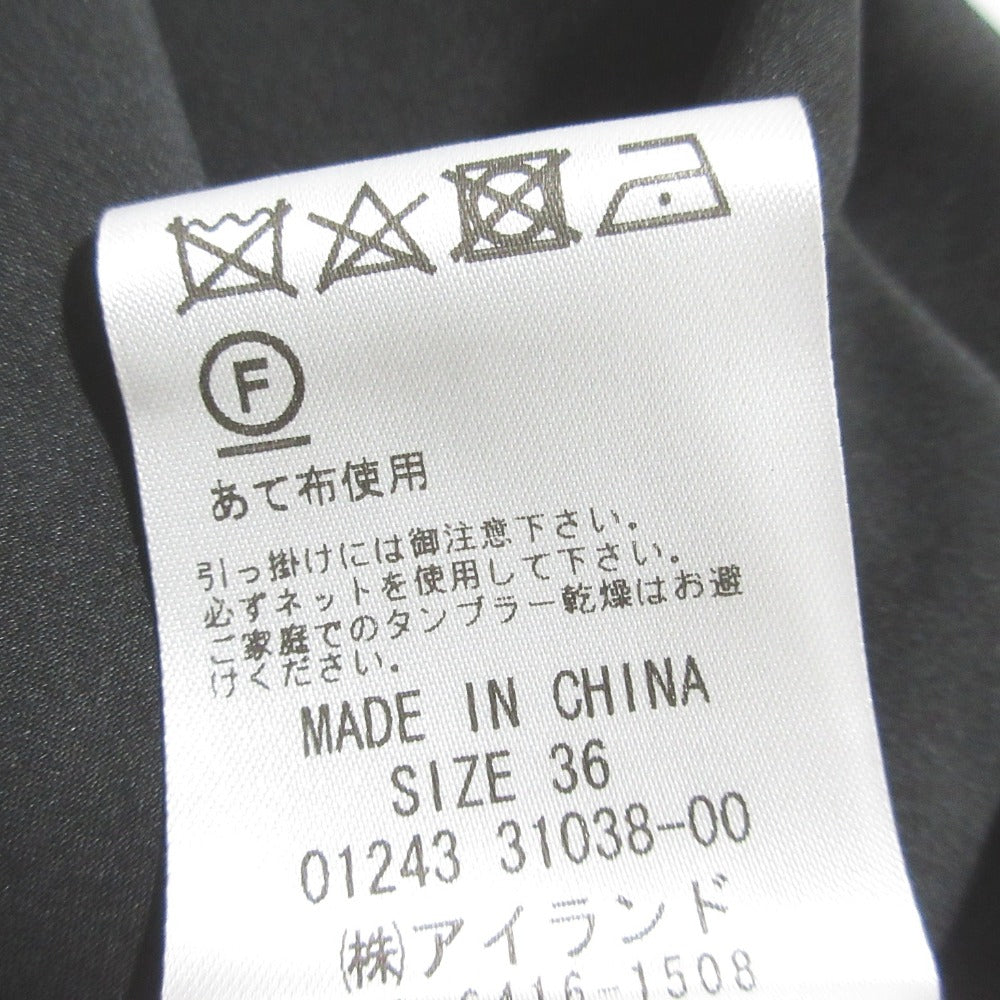 F
あて布使用
引っ掛けには御注意下さい。
必ずネットを使用して下さい。
ご家庭でのタンブラー乾燥はお避
けください。
MADE IN CHINA
SIZE 36
01243 31038-00
(株)アイランド
6416-1508